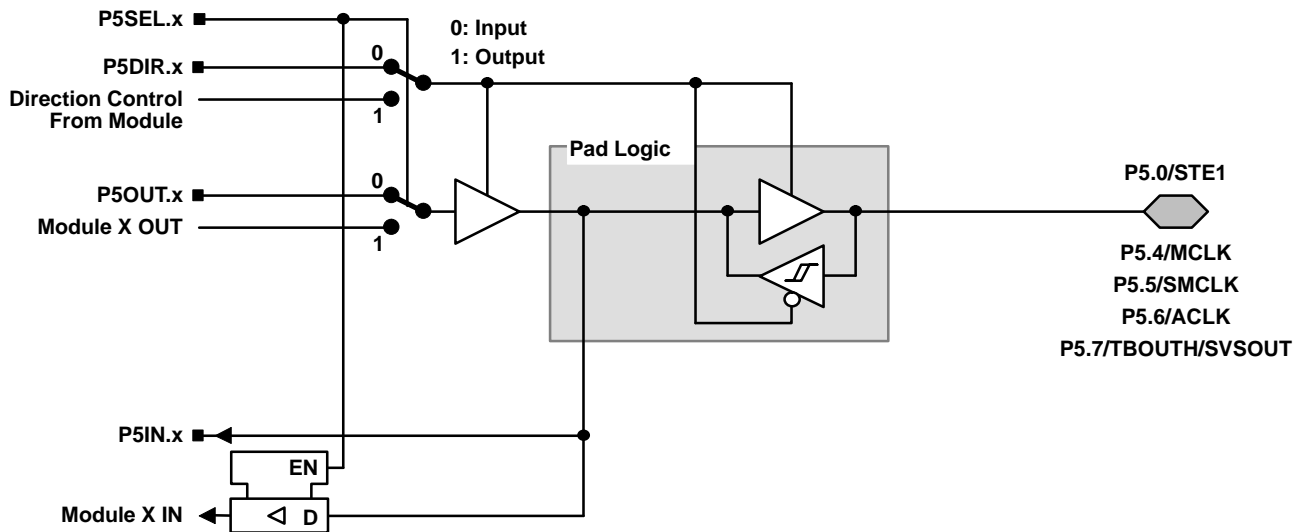 P5SEL.x
0: Input
1: Output
0
P5DIR.x
Direction Control
From Module
1
Pad Logic
P5OUT.x
0
Module X OUT
1
P5.0/STE1
P5.4/MCLK
P5.5/SMCLK
P5.6/ACLK
P5.7/TBOUTH/SVSOUT
P5IN.x
EN
Module X IN
D